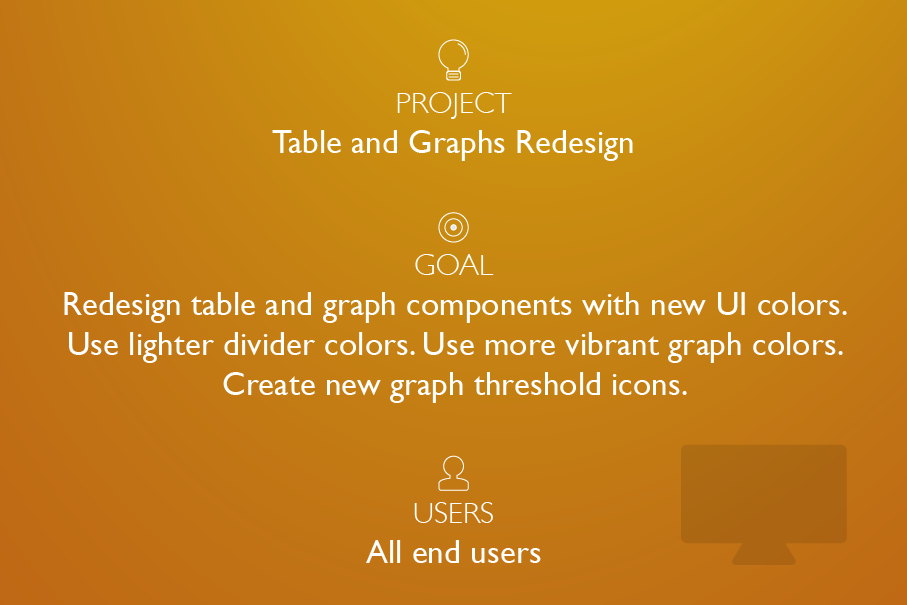 PROJECT
Table and Graphs Redesign
GOAL
Redesign table and graph components with new UI colors.
Use lighter divider colors. Use more vibrant graph colors.
Create new graph threshold icons.
USERS
All end users